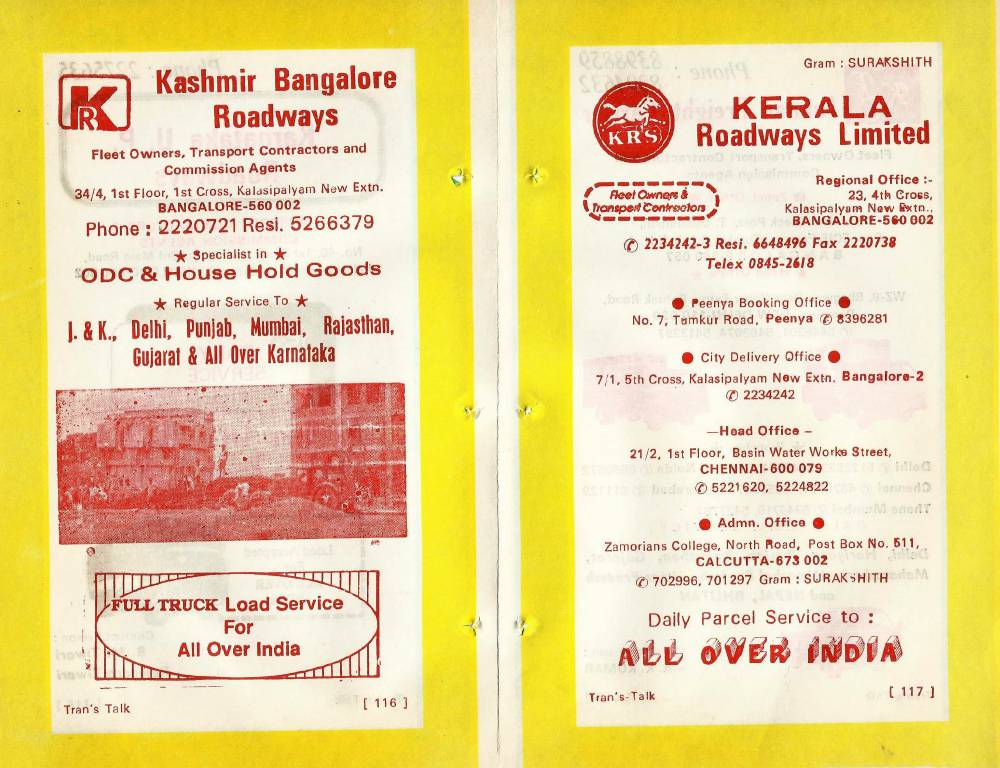 KR
Kashmir Bangalore
Roadways
Fleet Owners, Transport Contractors and
Commission Agents
34/4, 1st Floor, 1st Cross, Kalasipalyam New Extn.
BANGALORE-560 002
Phone : 2220721 Resi. 5266379
★ Specialist in ★
ODC & House Hold Goods
★ Regular Service To ★
J. & K., Delhi, Punjab, Mumbai, Rajasthan,
Gujarat & All Over Karnataka
FULL TRUCK Load Service
For
All Over India
Tran's Talk
[ 116 ]
Gram : SURAKSHITH
KRS
KERALA
Roadways Limited
Fleet Owners &
Transport Contractors
Regional Office :-
23, 4th Cross,
Kalasipalyam New Extn.,
BANGALORE-560 002
✆ 2234242-3 Resi. 6648496 Fax 2220738
Telex 0845-2618
● Peenya Booking Office ●
No. 7, Tumkur Road, Peenya ✆ 8396281
● City Delivery Office ●
7/1, 5th Cross, Kalasipalyam New Extn. Bangalore-2
✆ 2234242
—Head Office –
21/2, 1st Floor, Basin Water Works Street,
CHENNAI-600 079
✆ 5221620, 5224822
● Admn. Office ●
Zamorians College, North Road, Post Box No. 511,
CALCUTTA-673 002
✆ 702996, 701297 Gram : SURAKSHITH
Daily Parcel Service to :
ALL OVER INDIA
Tran's-Talk
[ 117 ]